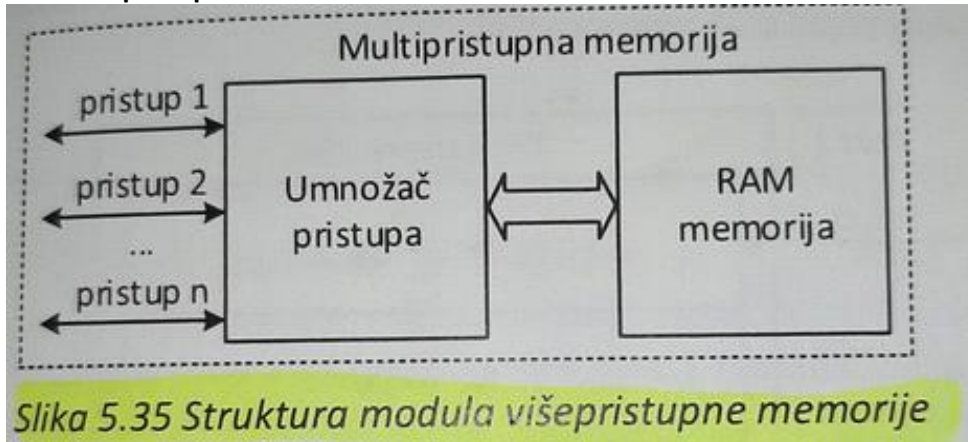 Multipristupna memorija
pristup 1
pristup 2
...
pristup n
Umnožač
pristupa
RAM
memorija
Slika 5.35 Struktura modula višepristupne memorije